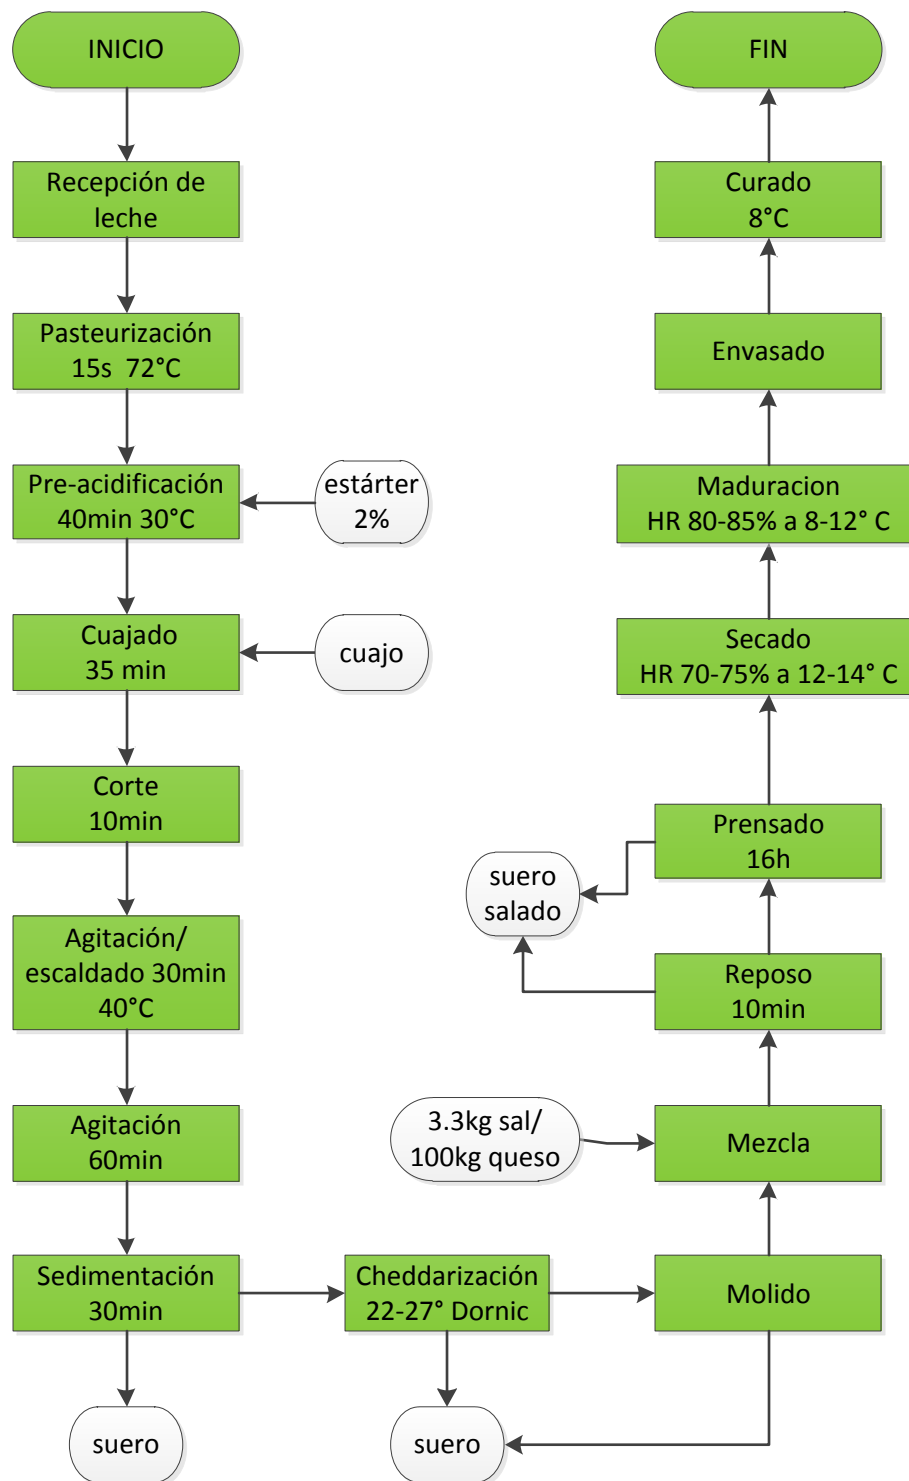 INICIO
Recepción de
leche
Pasteurización
15s  72°C
Pre-acidificación
40min 30°C
estárter
2%
Cuajado
35 min
cuajo
Corte
10min
Agitación/
escaldado 30min
40°C
Agitación
60min
Sedimentación
30min
suero
Cheddarización
22-27° Dornic
suero
Molido
Mezcla
3.3kg sal/
100kg queso
Reposo
10min
suero
salado
Prensado
16h
Secado
HR 70-75% a 12-14° C
Maduracion
HR 80-85% a 8-12° C
Envasado
Curado
8°C
FIN